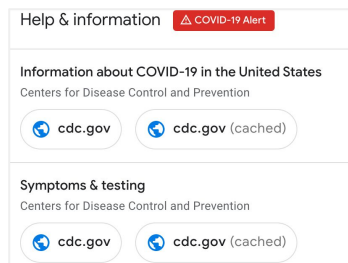 Help & information COVID-19 Alert
Information about COVID-19 in the United States
Centers for Disease Control and Prevention
cdc.gov cdc.gov (cached)
Symptoms & testing
Centers for Disease Control and Prevention
cdc.gov cdc.gov (cached)